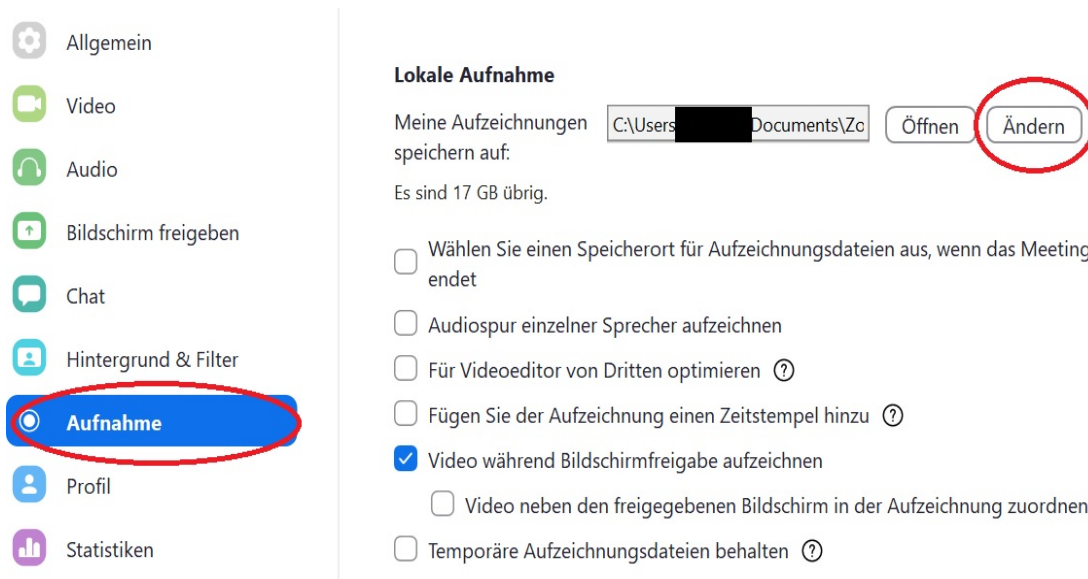 Allgemein
Video
Audio
Bildschirm freigeben
Chat
Hintergrund & Filter
Aufnahme
Profil
Statistiken
Lokale Aufnahme
Meine Aufzeichnungen
speichern auf:
C:\Users Documents\Zo
Öffnen
Ändern
Es sind 17 GB übrig.
Wählen Sie einen Speicherort für Aufzeichnungsdateien aus, wenn das Meeting
endet
Audiospur einzelner Sprecher aufzeichnen
Für Videoeditor von Dritten optimieren ?
Fügen Sie der Aufzeichnung einen Zeitstempel hinzu ?
Video während Bildschirmfreigabe aufzeichnen
Video neben den freigegebenen Bildschirm in der Aufzeichnung zuordnen
Temporäre Aufzeichnungsdateien behalten ?